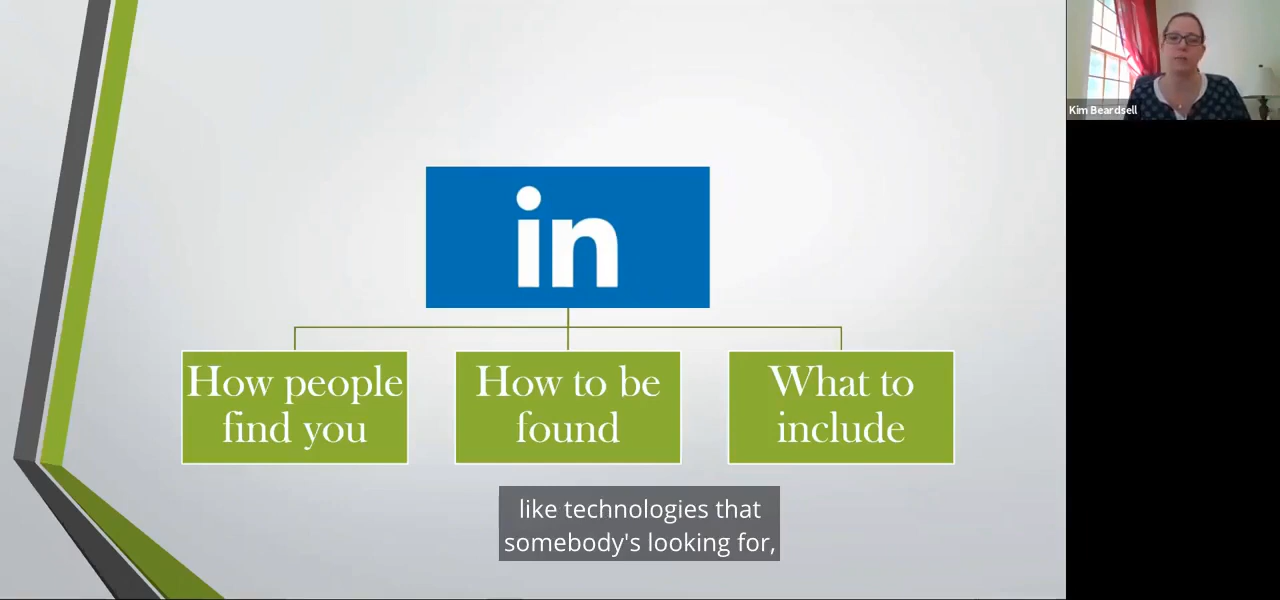 Kim Beardsell
in
How people
find you
How to be
found
What to
include
like technologies that
somebody's looking for,